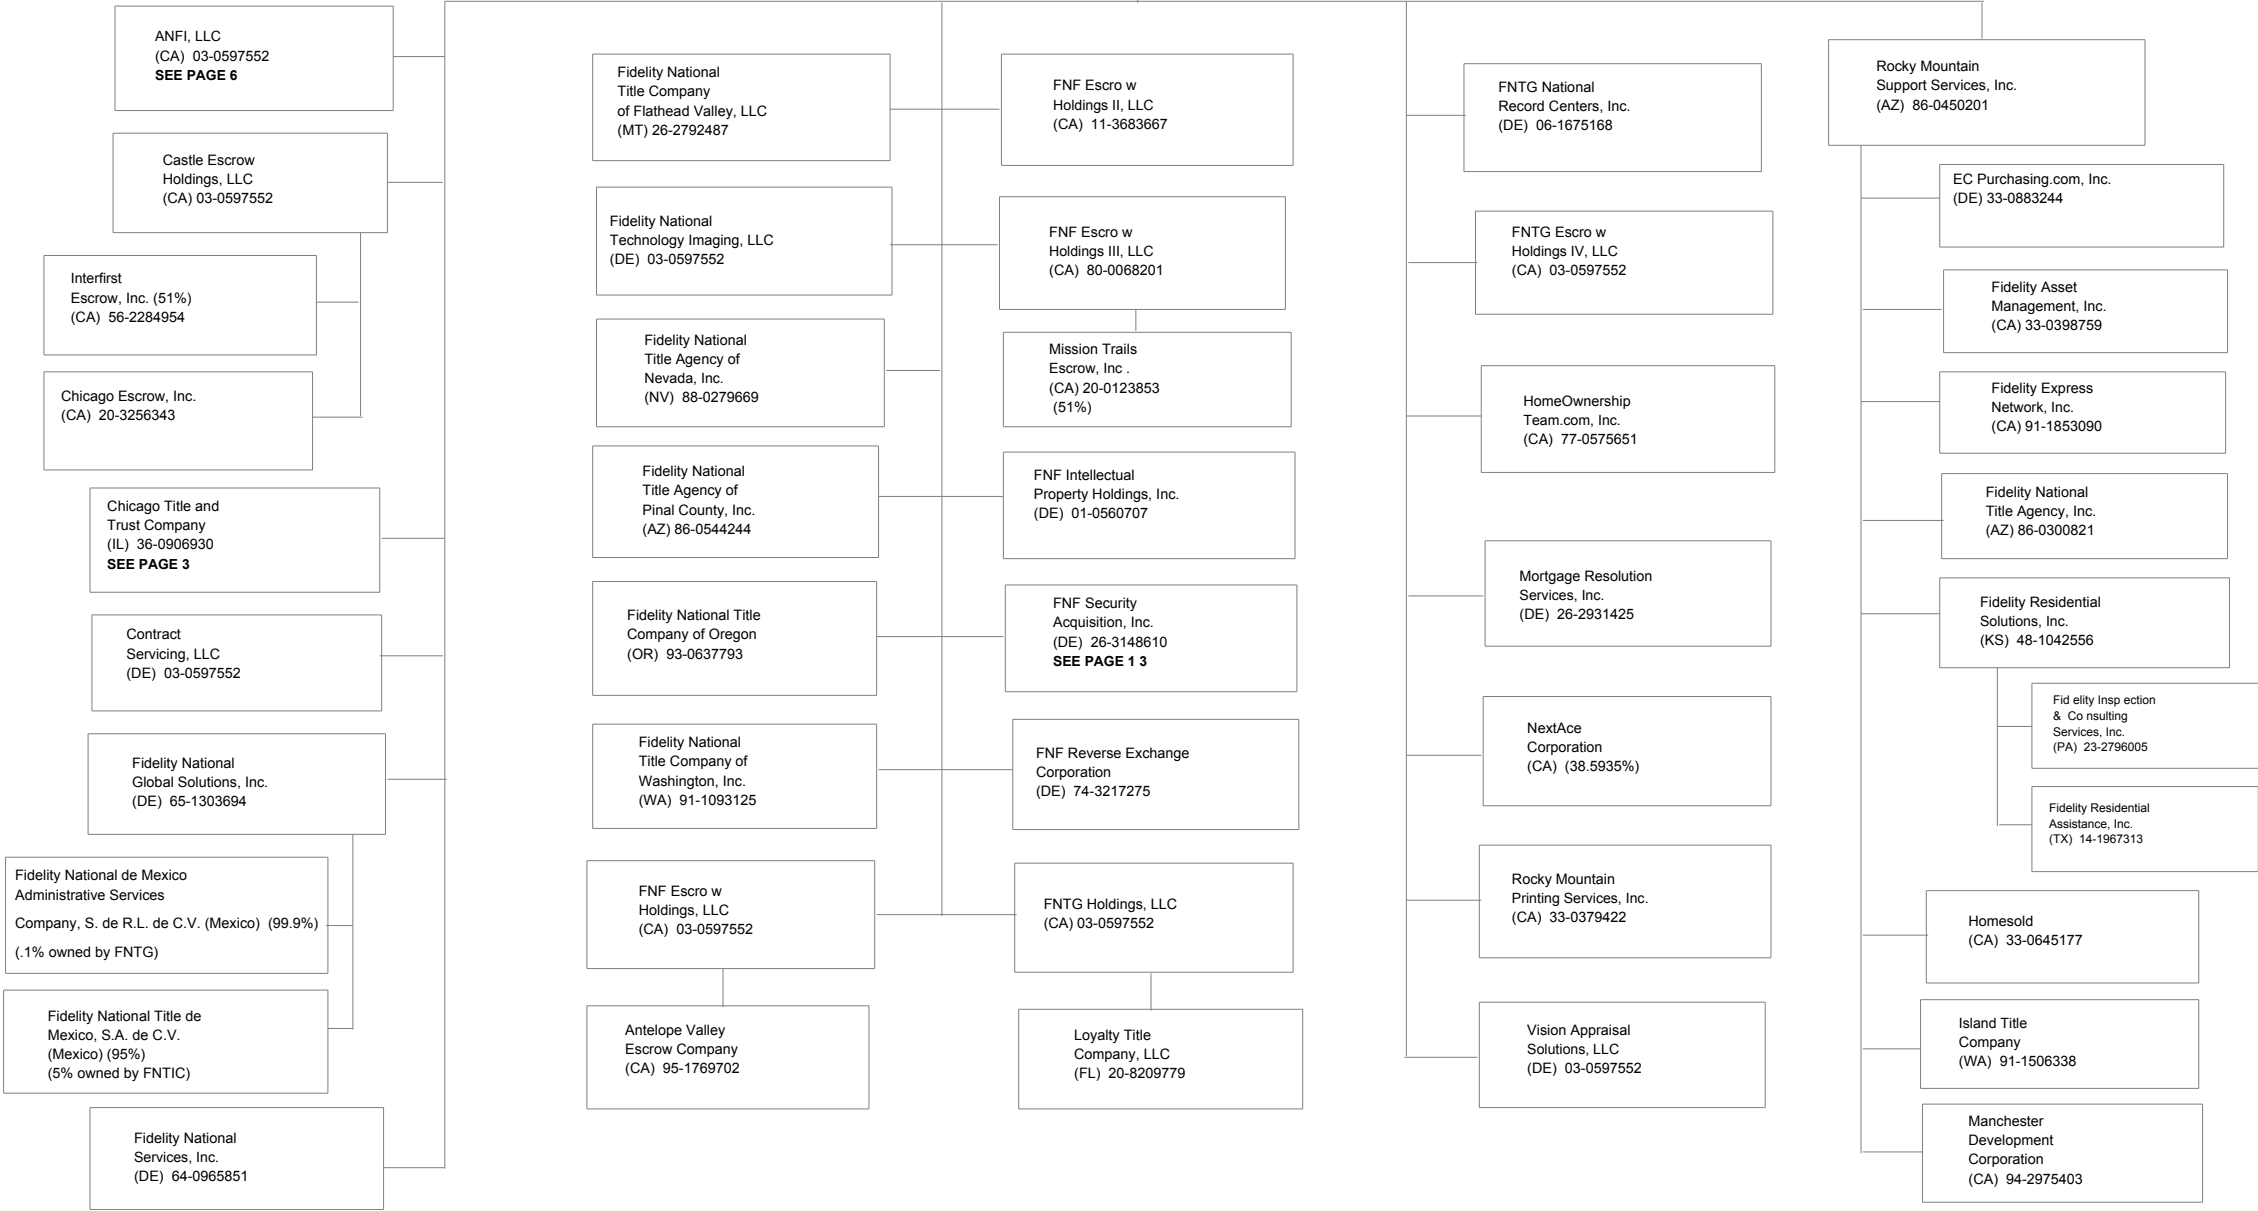 ANFI, LLC
(CA) 03-0597552
SEE PAGE 6
Castle Escrow
Holdings, LLC
(CA) 03-0597552
Interfirst
Escrow, Inc. (51%)
(CA) 56-2284954
Chicago Escrow, Inc.
(CA) 20-3256343
Chicago Title and
Trust Company
(IL) 36-0906930
SEE PAGE 3
Contract
Servicing, LLC
(DE) 03-0597552
Fidelity National
Global Solutions, Inc.
(DE) 65-1303694
Fidelity National de Mexico
Administrative Services
Company, S. de R.L. de C.V. (Mexico) (99.9%)
(.1% owned by FNTG)
Fidelity National Title de
Mexico, S.A. de C.V.
(Mexico) (95%)
(5% owned by FNTIC)
Fidelity National
Services, Inc.
(DE) 64-0965851
Fidelity National
Title Company
of Flathead Valley, LLC
(MT) 26-2792487
Fidelity National
Technology Imaging, LLC
(DE) 03-0597552
Fidelity National
Title Agency of
Nevada, Inc.
(NV) 88-0279669
Fidelity National
Title Agency of
Pinal County, Inc.
(AZ) 86-0544244
Fidelity National Title
Company of Oregon
(OR) 93-0637793
Fidelity National
Title Company of
Washington, Inc.
(WA) 91-1093125
FNF Escro w
Holdings, LLC
(CA) 03-0597552
Antelope Valley
Escrow Company
(CA) 95-1769702
FNF Escro w
Holdings II, LLC
(CA) 11-3683667
FNF Escro w
Holdings III, LLC
(CA) 80-0068201
Mission Trails
Escrow, Inc .
(CA) 20-0123853
(51%)
FNF Intellectual
Property Holdings, Inc.
(DE) 01-0560707
FNF Security
Acquisition, Inc.
(DE) 26-3148610
SEE PAGE 1 3
FNF Reverse Exchange
Corporation
(DE) 74-3217275
FNTG Holdings, LLC
(CA) 03-0597552
Loyalty Title
Company, LLC
(FL) 20-8209779
FNTG National
Record Centers, Inc.
(DE) 06-1675168
FNTG Escro w
Holdings IV, LLC
(CA) 03-0597552
HomeOwnership
Team.com, Inc.
(CA) 77-0575651
Mortgage Resolution
Services, Inc.
(DE) 26-2931425
NextAce
Corporation
(CA) (38.5935%)
Rocky Mountain
Printing Services, Inc.
(CA) 33-0379422
Vision Appraisal
Solutions, LLC
(DE) 03-0597552
Rocky Mountain
Support Services, Inc.
(AZ) 86-0450201
EC Purchasing.com, Inc.
(DE) 33-0883244
Fidelity Asset
Management, Inc.
(CA) 33-0398759
Fidelity Express
Network, Inc.
(CA) 91-1853090
Fidelity National
Title Agency, Inc.
(AZ) 86-0300821
Fidelity Residential
Solutions, Inc.
(KS) 48-1042556
Fid elity Insp ection
& Co nsulting
Services, Inc.
(PA) 23-2796005
Fidelity Residential
Assistance, Inc.
(TX) 14-1967313
Homesold
(CA) 33-0645177
Island Title
Company
(WA) 91-1506338
Manchester
Development
Corporation
(CA) 94-2975403